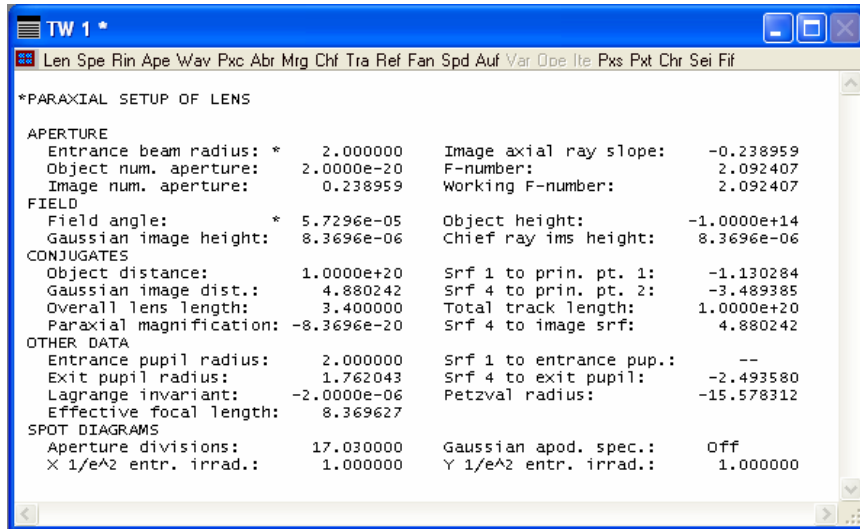 TW 1 *
Len Spe Rin Ape Wav Pxc Abr Mrg Chf Tra Ref Fan Spd Auf Var Ope Ite Pxs Pxt Chr Sei Fif
*PARAXIAL SETUP OF LENS
APERTURE
Entrance beam radius: * 2.000000 Image axial ray slope: -0.238959
Object num. aperture: 2.0000e-20 F-number: 2.092407
Image num. aperture: 0.238959 Working F-number: 2.092407
FIELD
Field angle: * 5.7296e-05 Object height: -1.0000e+14
Gaussian image height: 8.3696e-06 Chief ray ims height: 8.3696e-06
CONJUGATES
Object distance: 1.0000e+20 Srf 1 to prin. pt. 1: -1.130284
Gaussian image dist.: 4.880242 Srf 4 to prin. pt. 2: -3.489385
Overall lens length: 3.400000 Total track length: 1.0000e+20
Paraxial magnification: -8.3696e-20 Srf 4 to image srf: 4.880242
OTHER DATA
Entrance pupil radius: 2.000000 Srf 1 to entrance pup.: --
Exit pupil radius: 1.762043 Srf 4 to exit pupil: -2.493580
Lagrange invariant: -2.0000e-06 Petzval radius: -15.578312
Effective focal length: 8.369627
SPOT DIAGRAMS
Aperture divisions: 17.030000 Gaussian apod. spec.: Off
X 1/e^2 entr. irrad.: 1.000000 Y 1/e^2 entr. irrad.: 1.000000